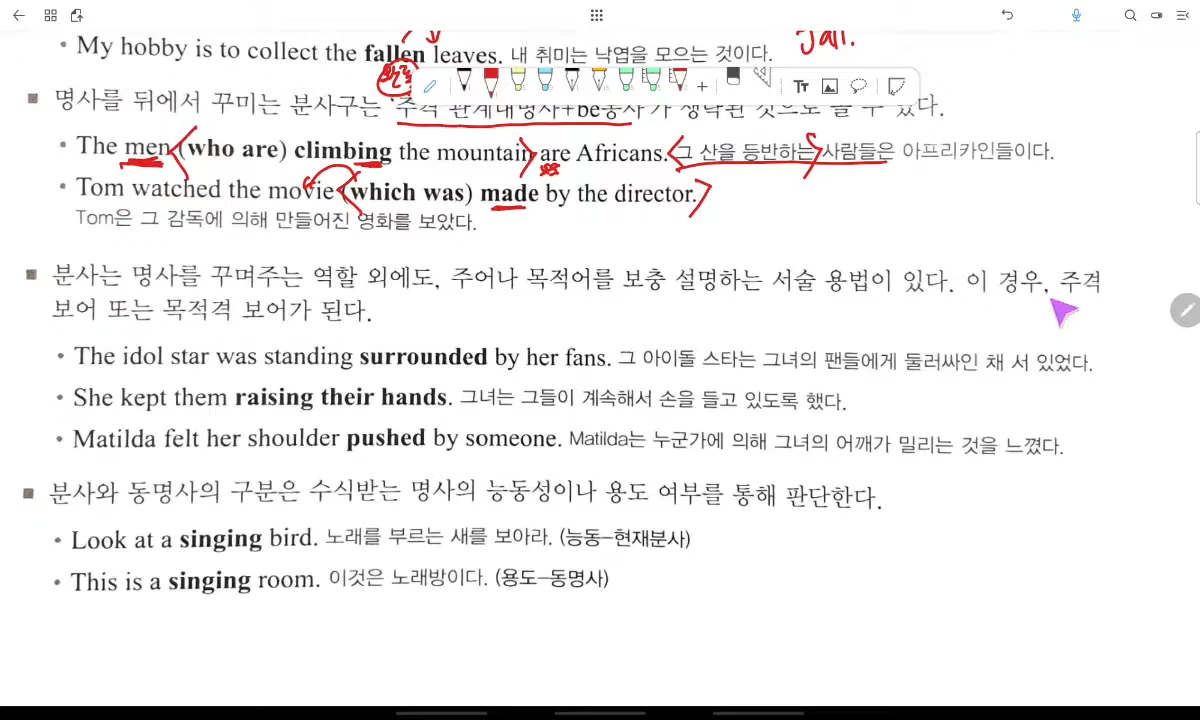 • My hobby is to collect the fallen leaves. 내 취미는 낙엽을 모으는 것이다.
fall.
완료
Tт
■ 명사를 뒤에서 꾸미는 분사구는 ‘주격 관계대명사+be동사’가 생략된 것으로 볼 수 있다.
• The men (who are) climbing the mountain are Africans. 그 산을 등반하는 사람들은 아프리카인들이다.
• Tom watched the movie (which was) made by the director.
Tom은 그 감독에 의해 만들어진 영화를 보았다.
■ 분사는 명사를 꾸며주는 역할 외에도, 주어나 목적어를 보충 설명하는 서술 용법이 있다. 이 경우, 주격
보어 또는 목적격 보어가 된다.
• The idol star was standing surrounded by her fans. 그 아이돌 스타는 그녀의 팬들에게 둘러싸인 채 서 있었다.
• She kept them raising their hands. 그녀는 그들이 계속해서 손을 들고 있도록 했다.
• Matilda felt her shoulder pushed by someone. Matilda는 누군가에 의해 그녀의 어깨가 밀리는 것을 느꼈다.
■ 분사와 동명사의 구분은 수식받는 명사의 능동성이나 용도 여부를 통해 판단한다.
• Look at a singing bird. 노래를 부르는 새를 보아라. (능동–현재분사)
• This is a singing room. 이것은 노래방이다. (용도–동명사)